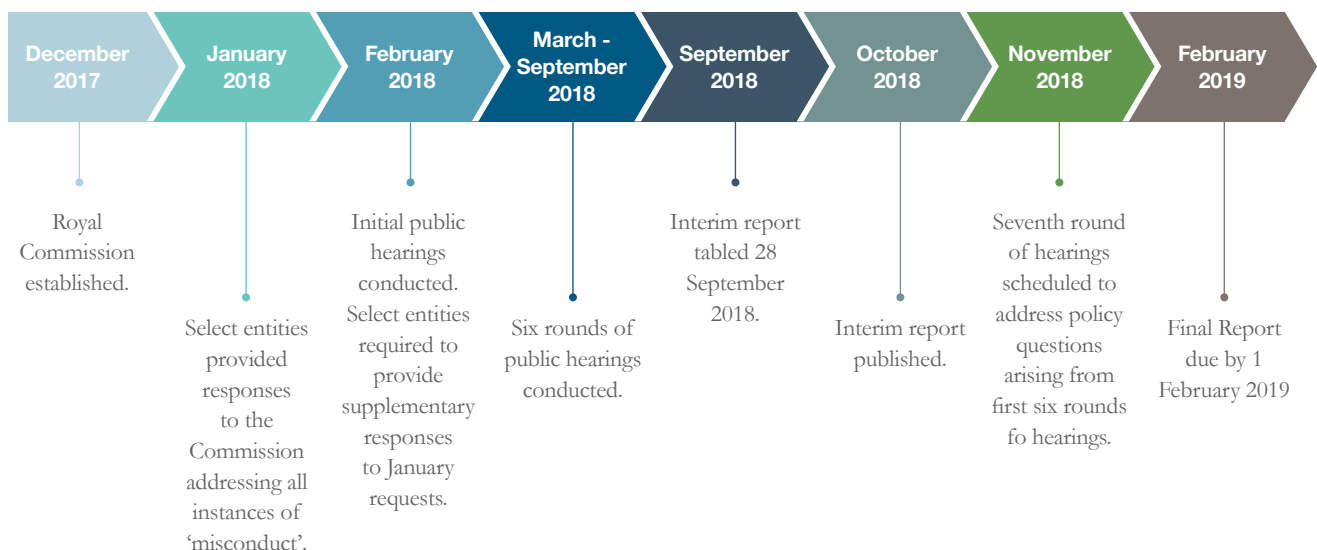 December
2017
January
2018
February
2018
March -
September
2018
September
2018
October
2018
November
2018
February
2019
Royal
Commission
established.
Select entities
provided
responses
to the
Commission
addressing all
instances of
‘misconduct’.
Initial public
hearings
conducted.
Select entities
required to
provide
supplementary
responses
to January
requests.
Six rounds of
public hearings
conducted.
Interim report
tabled 28
September
2018.
Interim report
published.
Seventh round
of hearings
scheduled to
address policy
questions
arising from
first six rounds
fo hearings.
Final Report
due by 1
February 2019